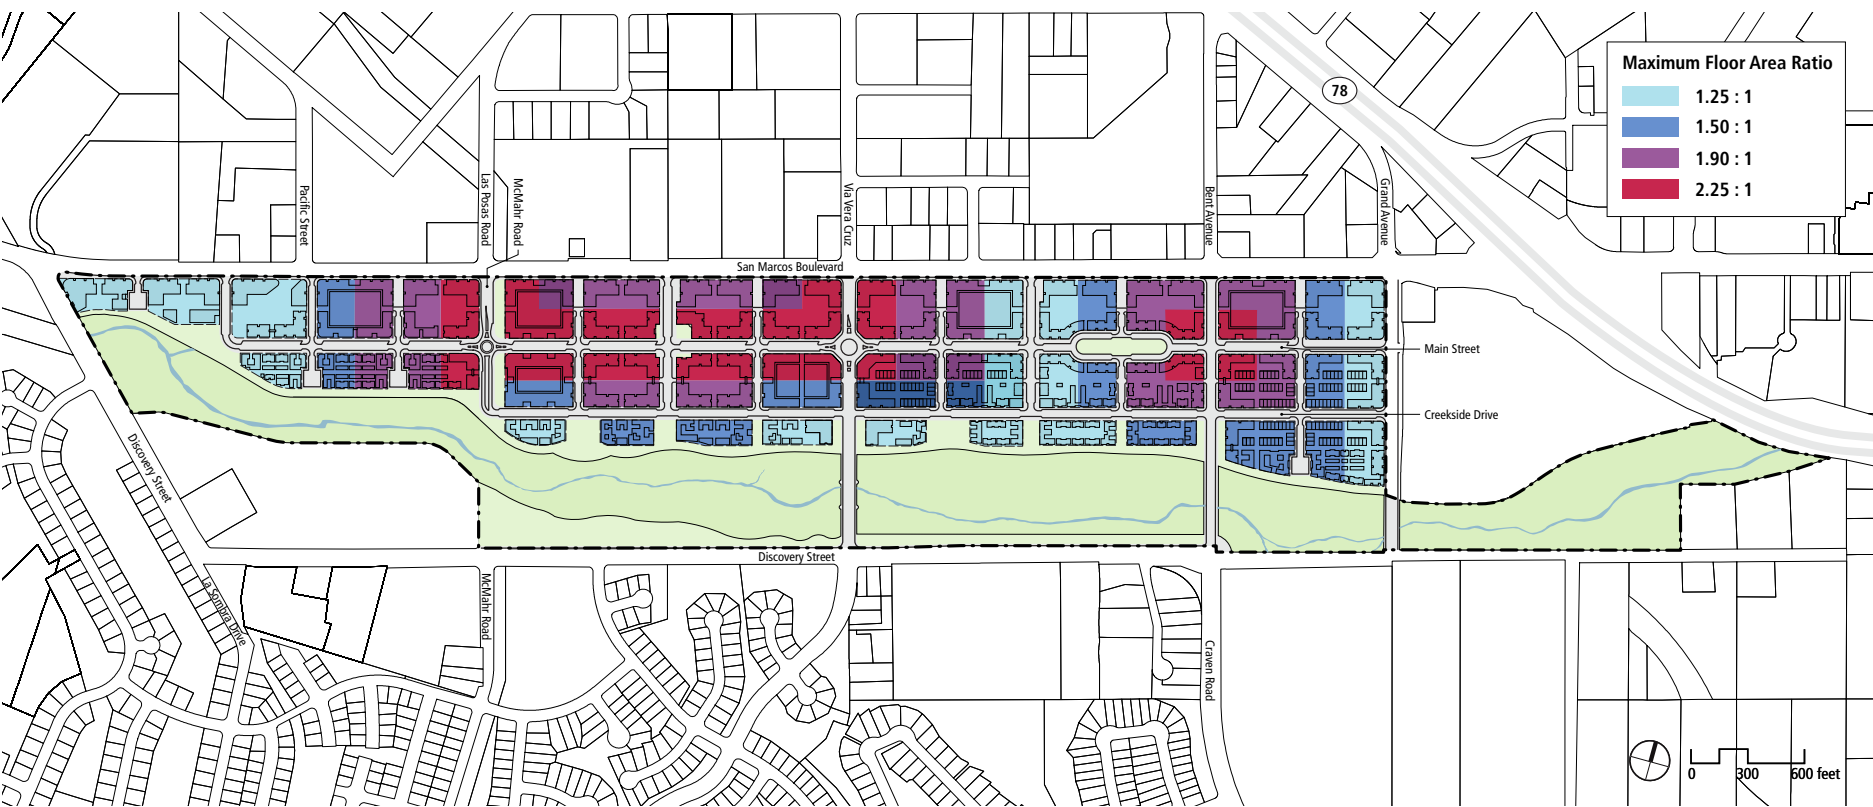 Maximum Floor Area Ratio
1.25 : 1
1.50 : 1
1.90 : 1
2.25 : 1
78
Pacific Street
Las Posas Road
McMahr Road
Via Vera Cruz
Bent Avenue
Grand Avenue
San Marcos Boulevard
Main Street
Creekside Drive
Discovery Street
Discovery Street
La Sombra Drive
McMahr Road
Craven Road
0 300 600 feet